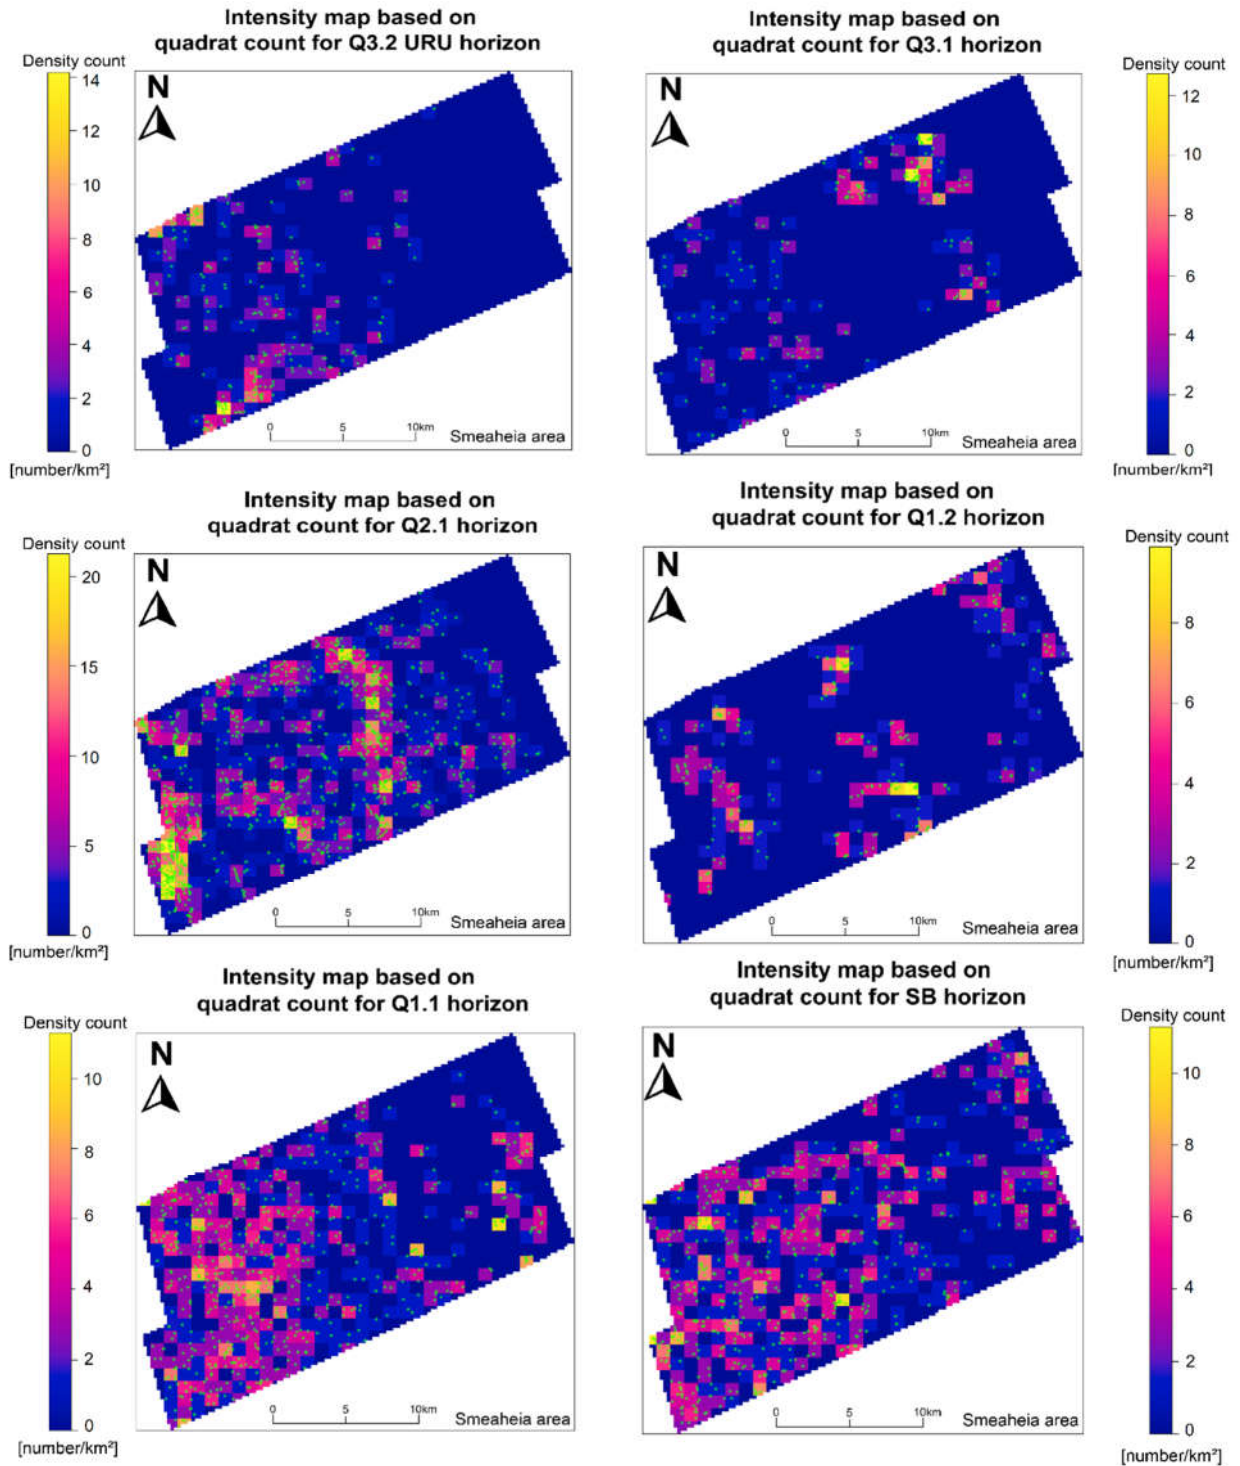 Intensity map based on
quadrat count for Q3.2 URU horizon
Density count
14
12
10
8
6
4
2
0
[number/km²]
N
0 5 10km
Smeaheia area
Intensity map based on
quadrat count for Q3.1 horizon
Density count
12
10
8
6
4
2
0
[number/km²]
N
0 5 10km
Smeaheia area
Intensity map based on
quadrat count for Q2.1 horizon
Density count
20
15
10
5
0
[number/km²]
N
0 5 10km
Smeaheia area
Intensity map based on
quadrat count for Q1.2 horizon
Density count
8
6
4
2
0
[number/km²]
N
0 5 10km
Smeaheia area
Intensity map based on
quadrat count for Q1.1 horizon
Density count
10
8
6
4
2
0
[number/km²]
N
0 5 10km
Smeaheia area
Intensity map based on
quadrat count for SB horizon
Density count
10
8
6
4
2
0
[number/km²]
N
0 5 10km
Smeaheia area